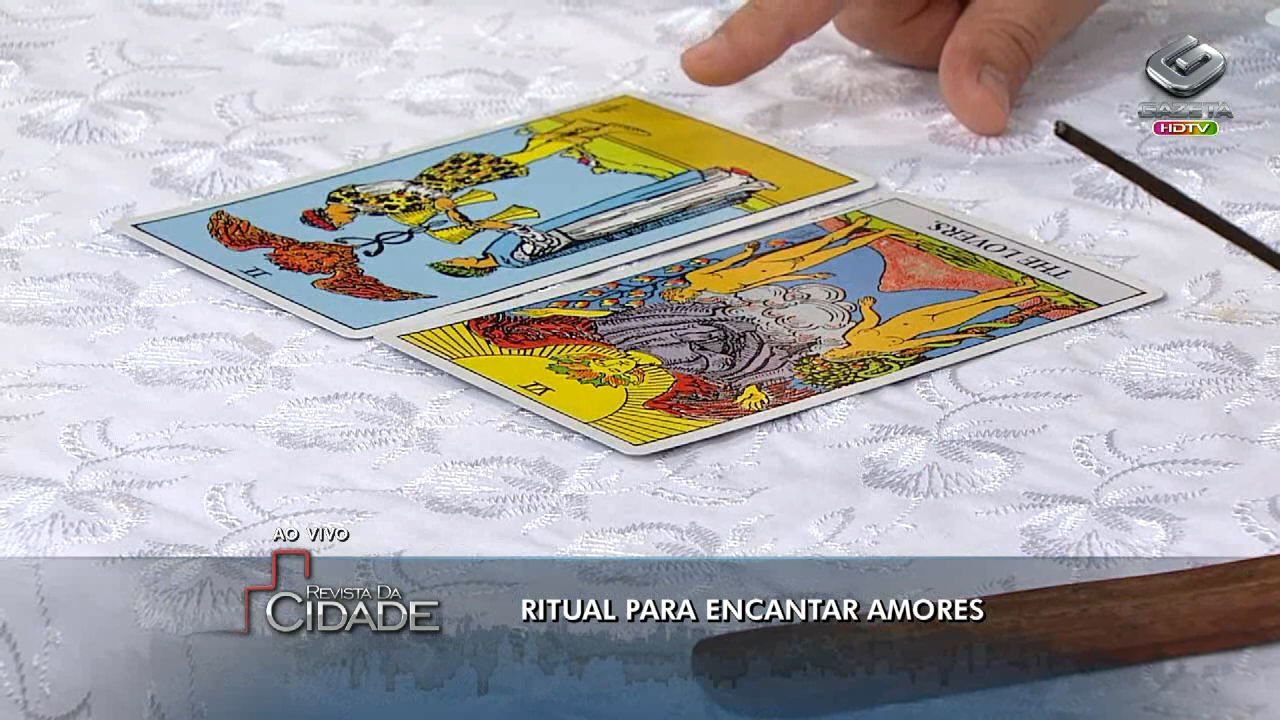 GAZETA
HDTV
II
THE LOVERS.
VI
AO VIVO
REVISTA DA
CIDADE
RITUAL PARA ENCANTAR AMORES